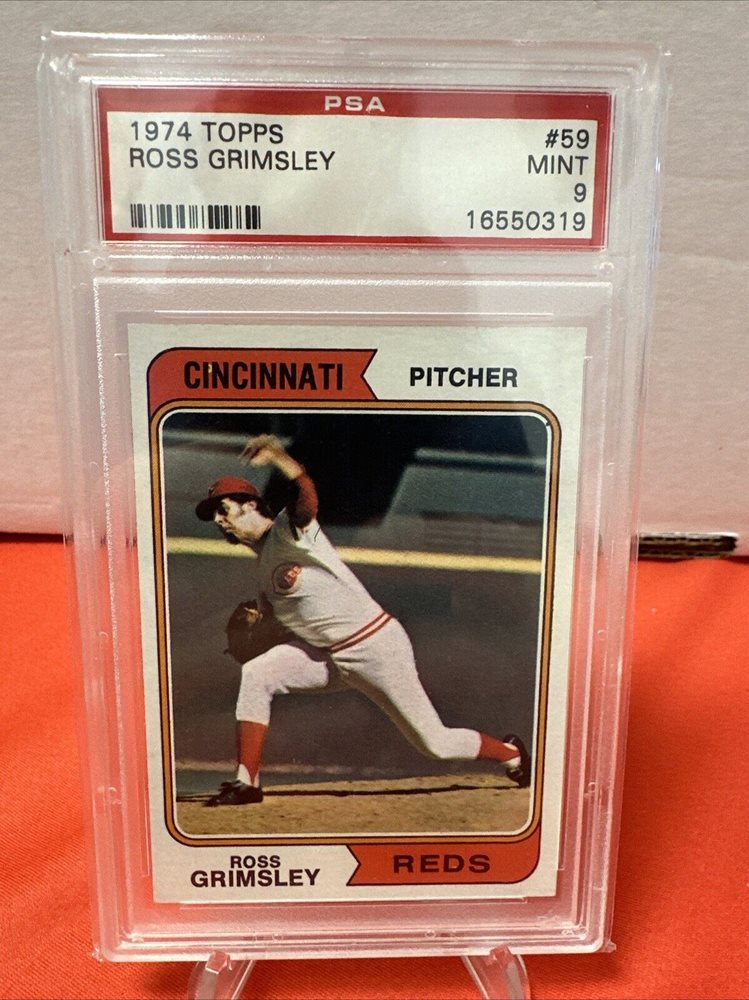 PSA
1974 TOPPS #59
ROSS GRIMSLEY MINT
9
16550319
CINCINNATI PITCHER
ROSS
GRIMSLEY
REDS